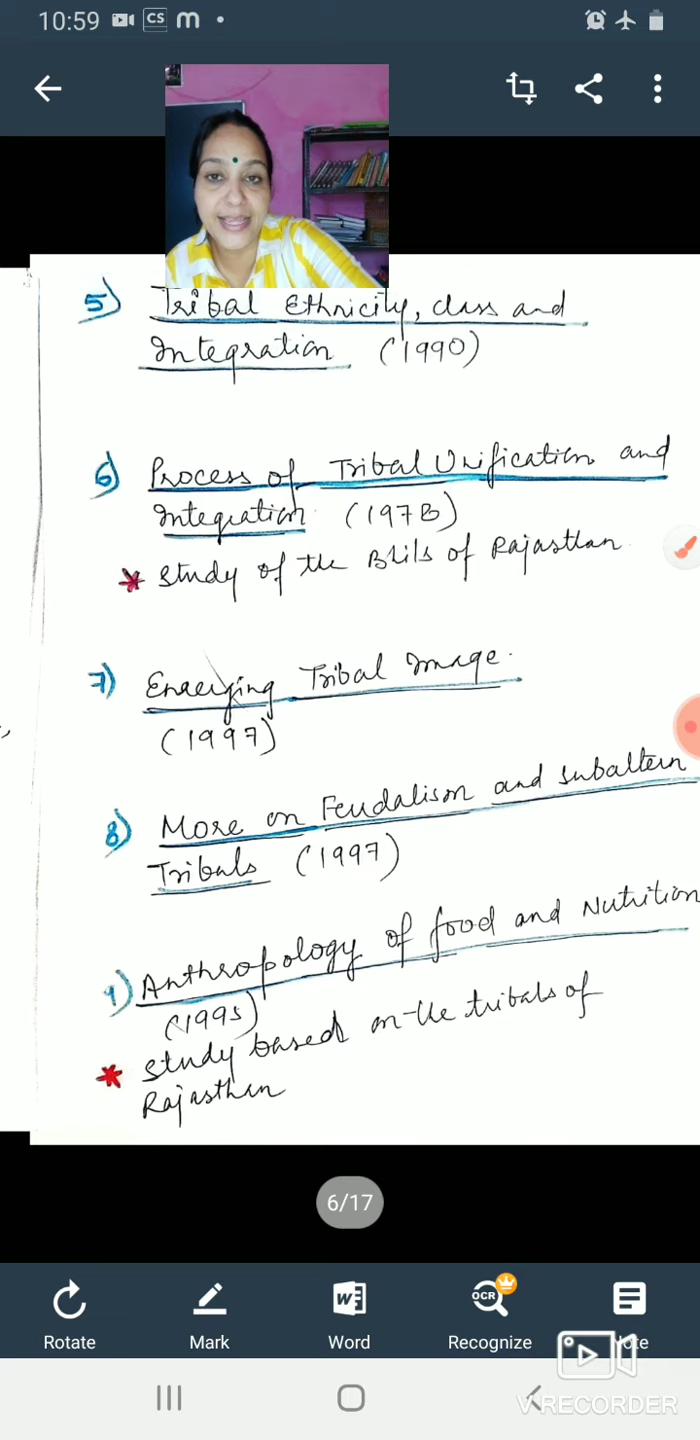 10:59 CS m
5) Tribal Ethnicity, class and
Integration (1990)
6) Process of Tribal Unification and
Integration (1978)
* Study of the Bhils of Rajasthan.
7) Emerging Tribal Image.
(1997)
8) More on Feudalism and subaltern
Tribals (1997)
9) Anthropology of food and Nutrition
(1995)
* Study based on the tribals of
Rajasthan
6/17
Rotate Mark Word Recognize Note
W OCR
V RECORDER